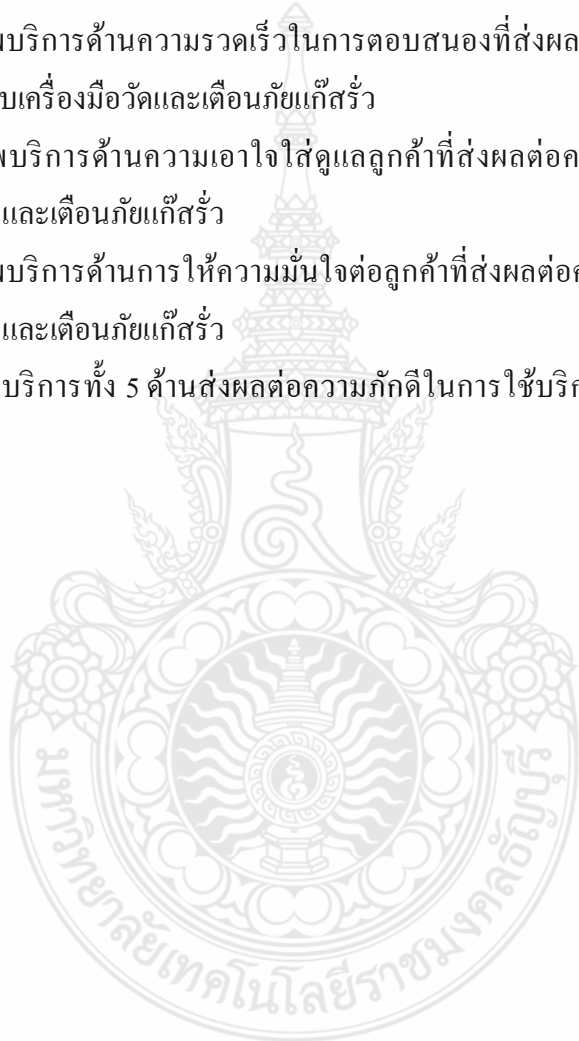 บริการด้านความรวดเร็วในการตอบสนองที่ส่งผล
เครื่องมือวัดและเตือนภัยแก๊สรั่ว
บริการด้านความเอาใจใส่ดูแลลูกค้าที่ส่งผลต่อ
และเตือนภัยแก๊สรั่ว
บริการด้านการให้ความมั่นใจต่อลูกค้าที่ส่งผลต่อ
และเตือนภัยแก๊สรั่ว
บริการทั้ง 5 ด้านส่งผลต่อความภักดีในการใช้
มหาวิทยาลัยเทคโนโลยีราชมงคลธัญบุรี